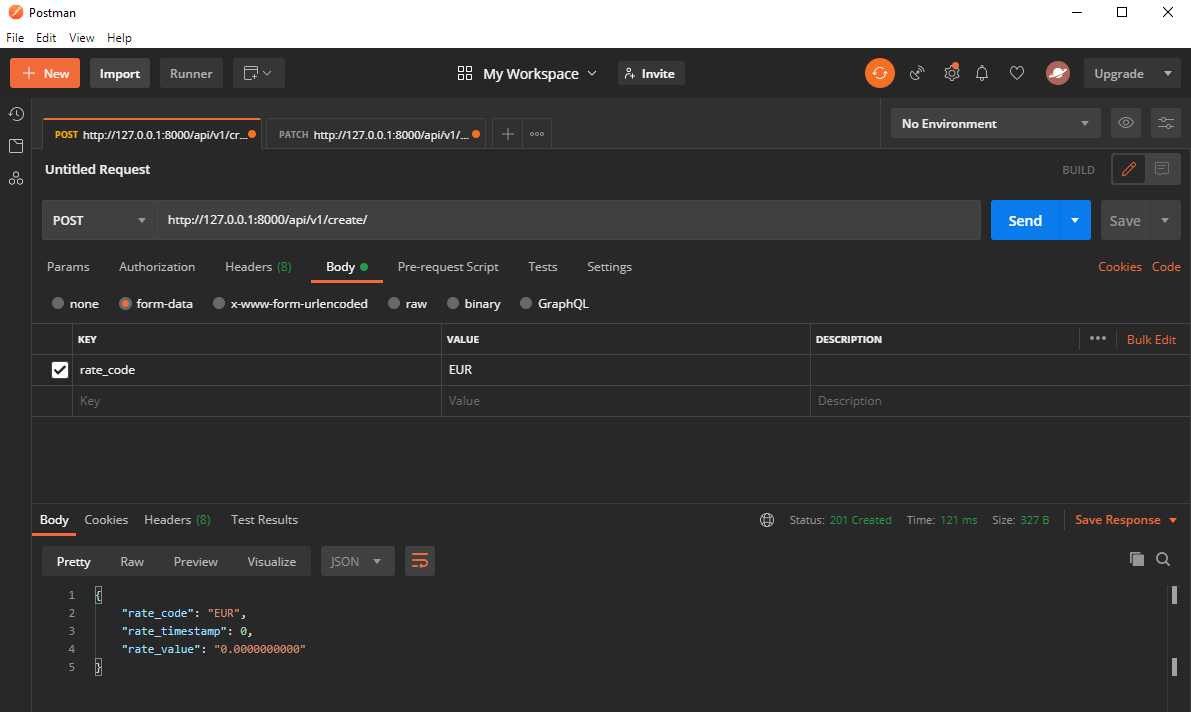 Postman
File Edit View Help
New Import Runner My Workspace Invite Upgrade
POST http://127.0.0.1:8000/api/v1/cr... PATCH http://127.0.0.1:8000/api/v1/... No Environment
Untitled Request BUILD
POST http://127.0.0.1:8000/api/v1/create/ Send Save
Params Authorization Headers (8) Body Pre-request Script Tests Settings Cookies Code
none form-data x-www-form-urlencoded raw binary GraphQL
KEY VALUE DESCRIPTION Bulk Edit
rate_code EUR
Key Value Description
Body Cookies Headers (8) Test Results Status: 201 Created Time: 121 ms Size: 327 B Save Response
Pretty Raw Preview Visualize JSON
1 {
2 "rate_code": "EUR",
3 "rate_timestamp": 0,
4 "rate_value": "0.0000000000"
5 }